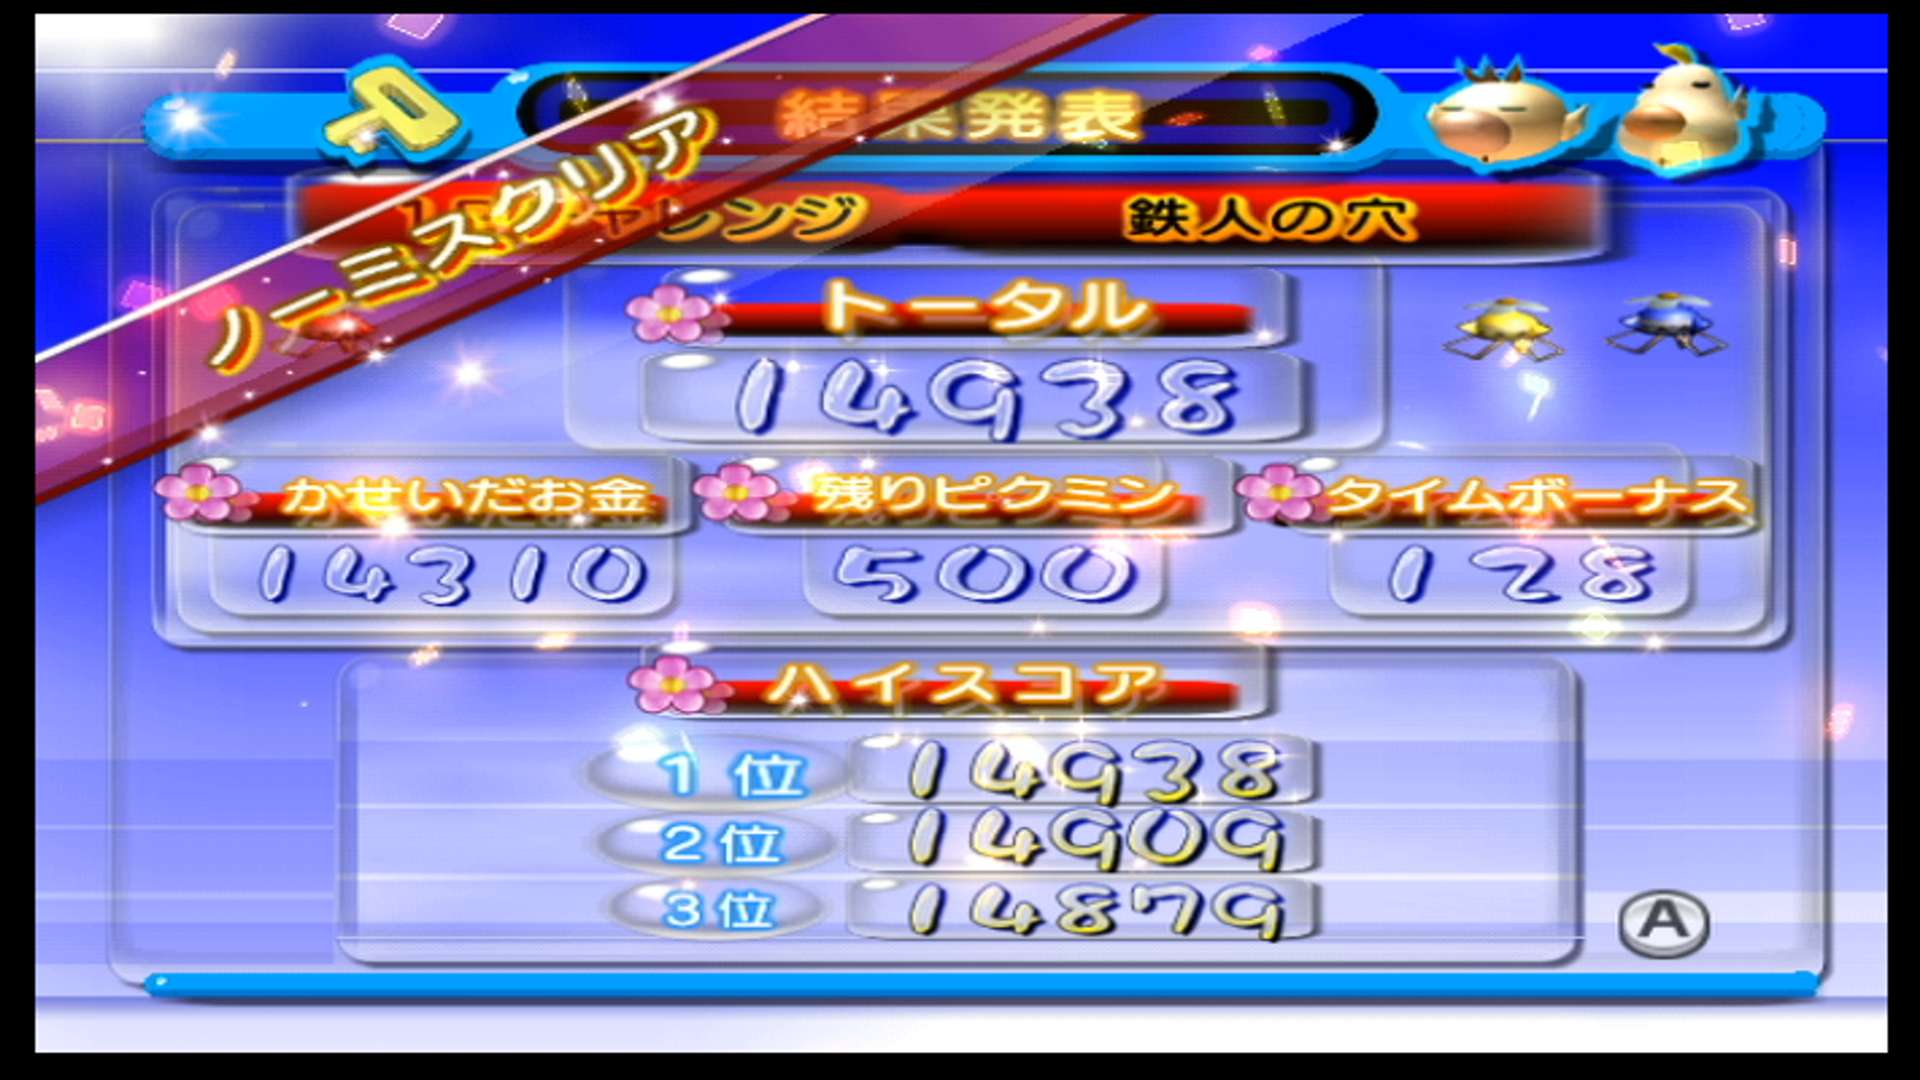 結果発表
ノーミスクリア
チャレンジ 鉄人の穴
トータル
14938
かせいだお金 残りピクミン タイムボーナス
14310 500 128
ハイスコア
1位 14938
2位 14909
3位 14879
A